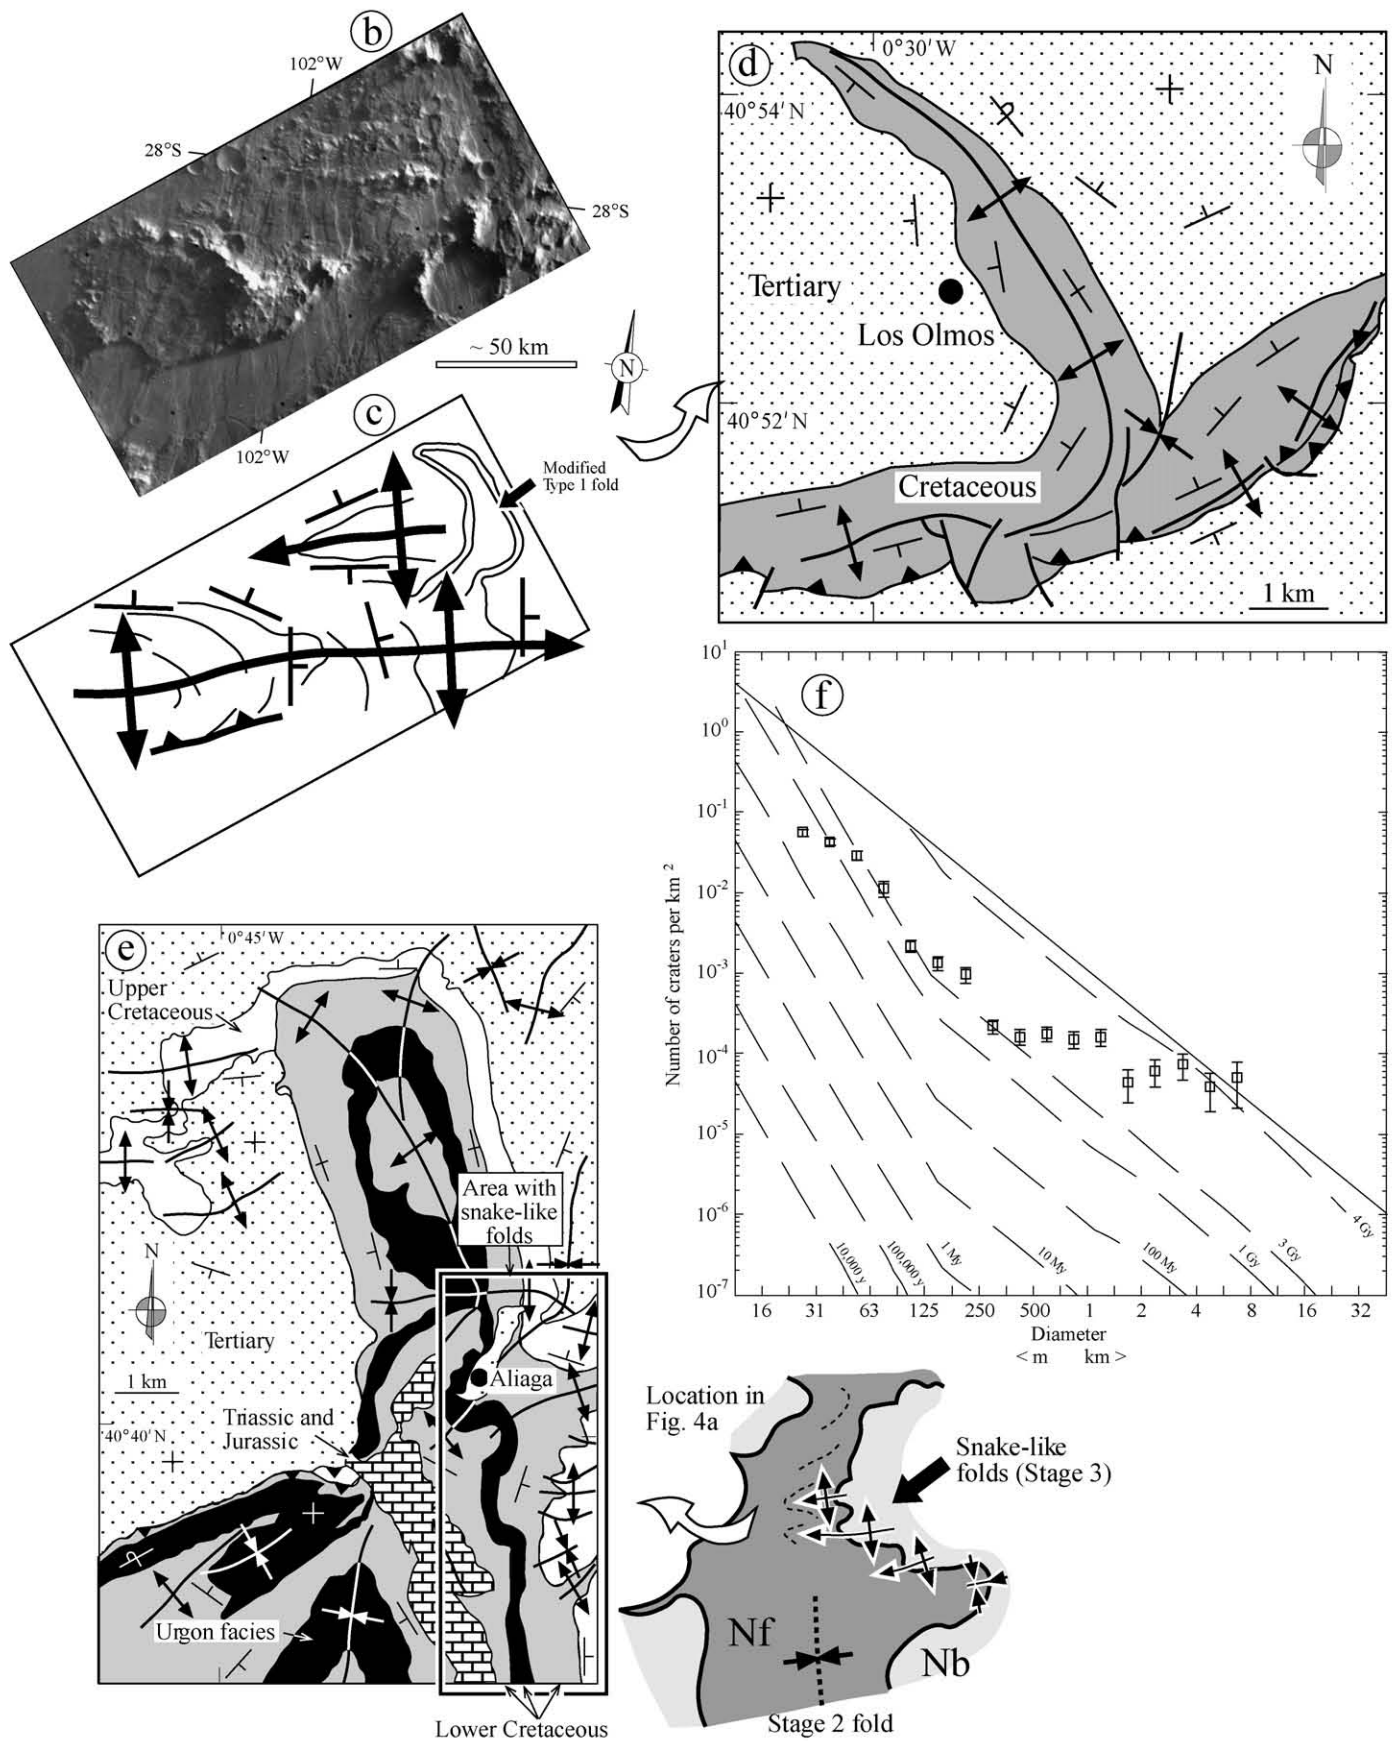 b
102°W
28°S
28°S
~ 50 km
N
102°W
c
Modified
Type 1 fold
d
0°30' W
N
40°54' N
Tertiary
Los Olmos
40°52' N
Cretaceous
1 km
e
0°45' W
Upper
Cretaceous
Area with
snake-like
folds
N
Tertiary
1 km
Aliaga
Triassic and
Jurassic
40°40' N
Urgon facies
Lower Cretaceous
f
10¹
10⁰
10⁻¹
10⁻²
10⁻³
10⁻⁴
10⁻⁵
10⁻⁶
10⁻⁷
Number of craters per km ²
10,000 y
100,000 y
1 My
10 My
100 My
1 Gy
3 Gy
4 Gy
16 31 63 125 250 500 1 2 4 8 16 32
Diameter
< m km >
Location in
Fig. 4a
Snake-like
folds (Stage 3)
Nf
Nb
Stage 2 fold